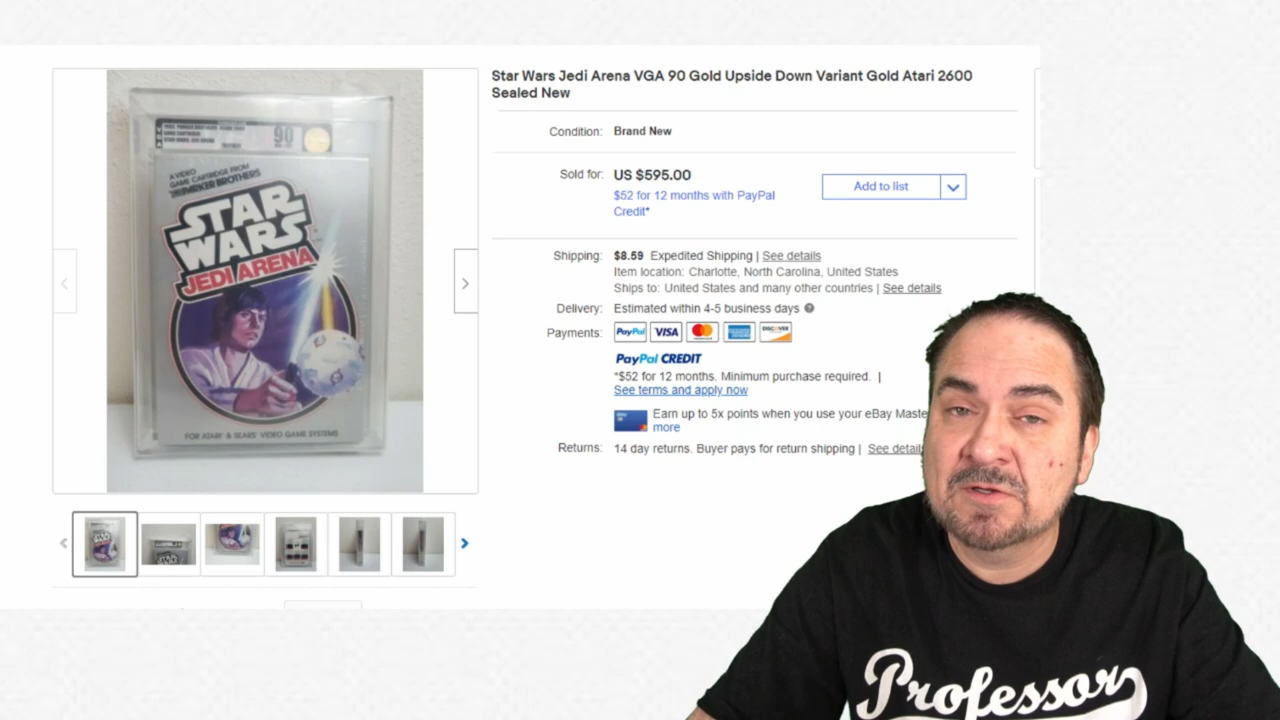 Star Wars Jedi Arena VGA 90 Gold Upside Down Variant Gold Atari 2600
Sealed New
Condition: Brand New
Sold for: US $595.00
$52 for 12 months with PayPal
Credit*
Add to list
Shipping: $8.59 Expedited Shipping | See details
Item location: Charlotte, North Carolina, United States
Ships to: United States and many other countries | See details
Delivery: Estimated within 4-5 business days
Payments: PayPal VISA MasterCard AMERICAN EXPRESS DISCOVER
PayPal CREDIT
*$52 for 12 months. Minimum purchase required. |
See terms and apply now
Earn up to 5x points when you use your eBay Maste
more
Returns: 14 day returns. Buyer pays for return shipping | See detail
90
A VIDEO
GAME CARTRIDGE FROM
PARKER BROTHERS
STAR
WARS
JEDI ARENA
FOR ATARI & SEARS VIDEO GAME SYSTEMS
Professor